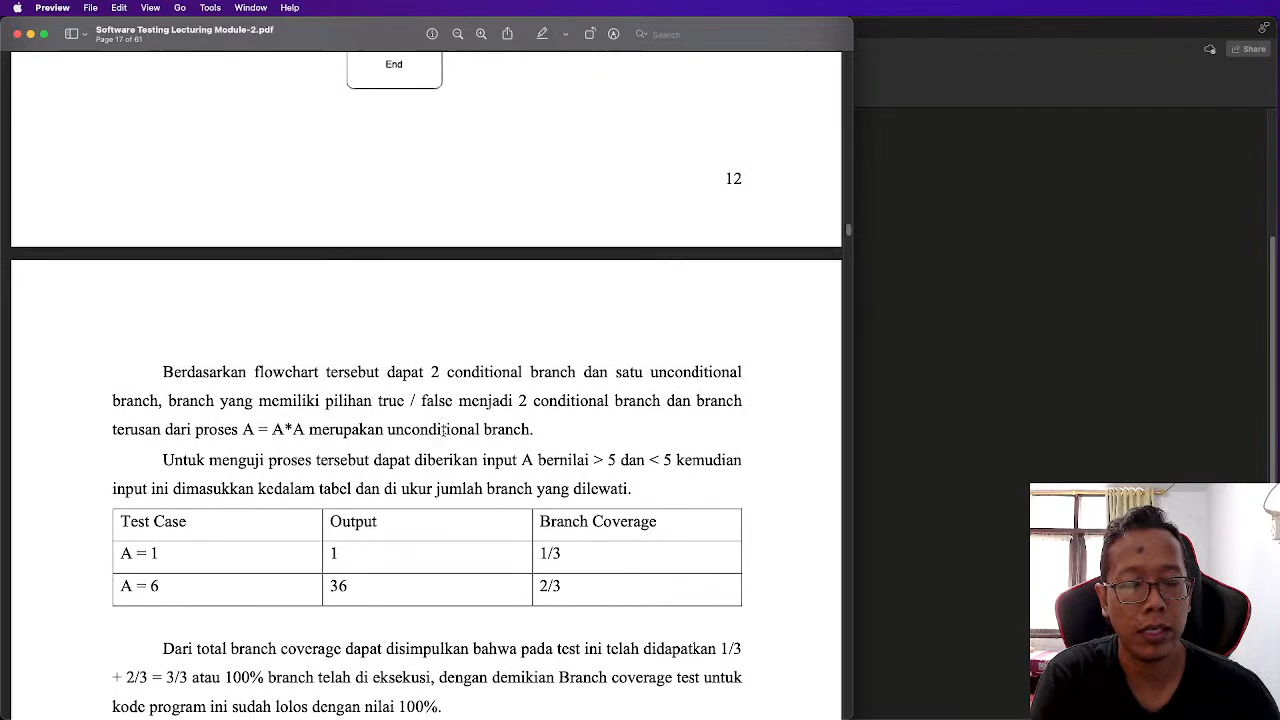 Preview File Edit View Go Tools Window Help
Software Testing Lecturing Module-2.pdf
Page 17 of 61
Search
Share
End
12
Berdasarkan flowchart tersebut dapat 2 conditional branch dan satu unconditional
branch, branch yang memiliki pilihan true / false menjadi 2 conditional branch dan branch
terusan dari proses A = A*A merupakan unconditional branch.
Untuk menguji proses tersebut dapat diberikan input A bernilai > 5 dan < 5 kemudian
input ini dimasukkan kedalam tabel dan di ukur jumlah branch yang dilewati.
Test Case Output Branch Coverage
A = 1 1 1/3
A = 6 36 2/3
Dari total branch coverage dapat disimpulkan bahwa pada test ini telah didapatkan 1/3
+ 2/3 = 3/3 atau 100% branch telah di eksekusi, dengan demikian Branch coverage test untuk
kode program ini sudah lolos dengan nilai 100%.